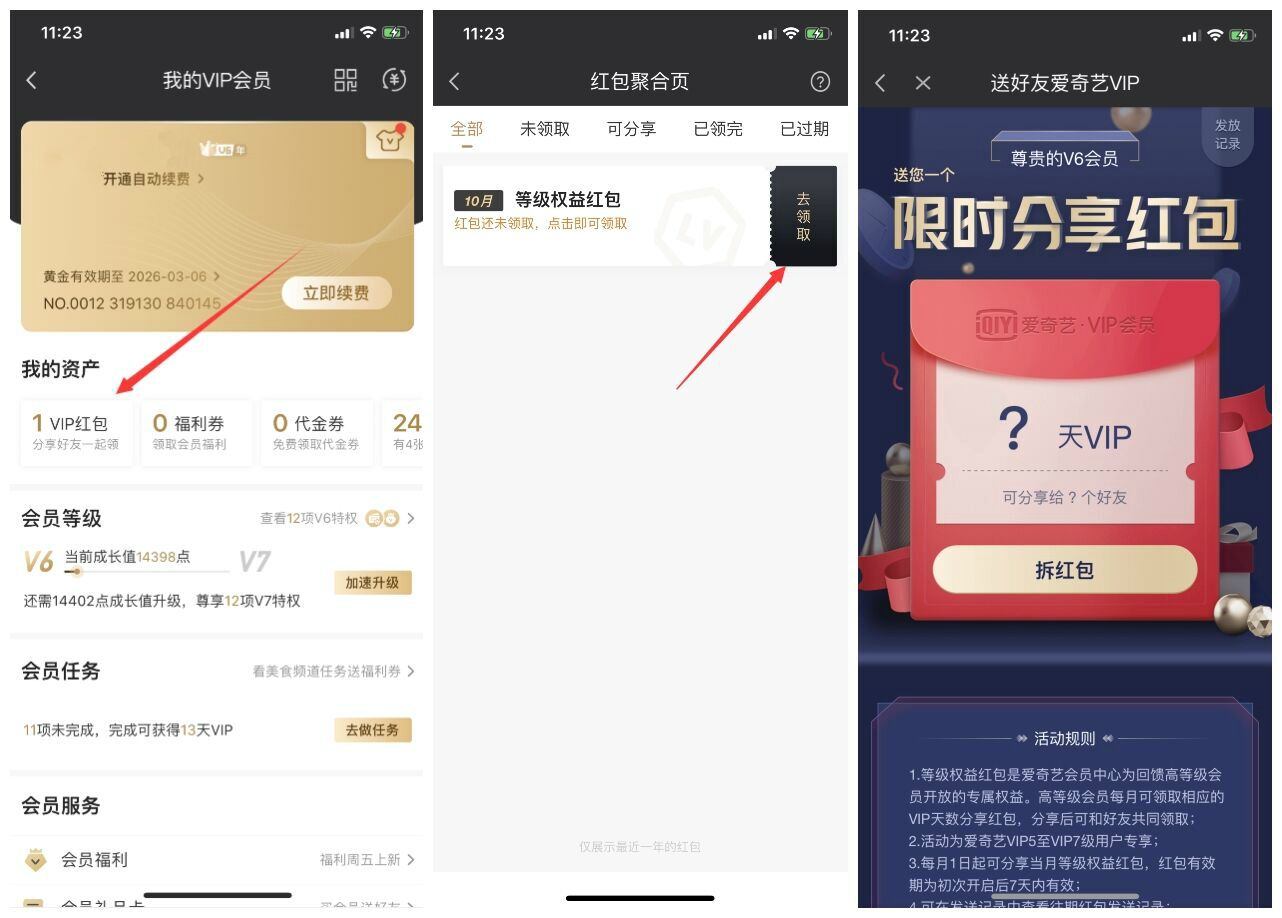 11:23
我的VIP会员
V6年
开通自动续费
黄金有效期至 2026-03-06
NO.0012 319130 840145
立即续费
我的资产
1 VIP红包
分享好友一起领
0 福利券
领取会员福利
0 代金券
免费领取代金券
24
有4张
会员等级
查看12项V6特权
V6 当前成长值14398点 V7
加速升级
还需14402点成长值升级，尊享12项V7特权
会员任务
看美食频道任务送福利券
11项未完成，完成可获得13天VIP
去做任务
会员服务
会员福利
福利周五上新
会员礼品卡
买会员送好友
11:23
红包聚合页
全部 未领取 可分享 已领完 已过期
10月 等级权益红包
红包还未领取，点击即可领取
Lv
去
领
取
仅展示最近一年的红包
11:23
送好友爱奇艺VIP
发放
记录
尊贵的V6会员
送您一个
限时分享红包
iQIYI 爱奇艺·VIP会员
? 天VIP
可分享给 ? 个好友
拆红包
活动规则
1.等级权益红包是爱奇艺会员中心为回馈高等级会
员开放的专属权益。高等级会员每月可领取相应的
VIP天数分享红包，分享后可和好友共同领取；
2.活动为爱奇艺VIP5至VIP7级用户专享；
3.每月1日起可分享当月等级权益红包，红包有效
期为初次开启后7天内有效；
4.可在发送记录中查看往期红包发送记录；